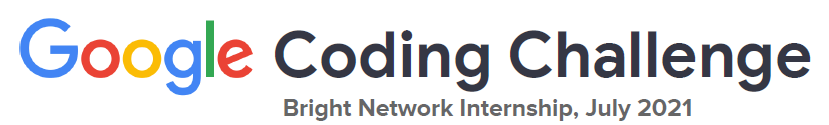 Google Coding Challenge
Bright Network Internship, July 2021